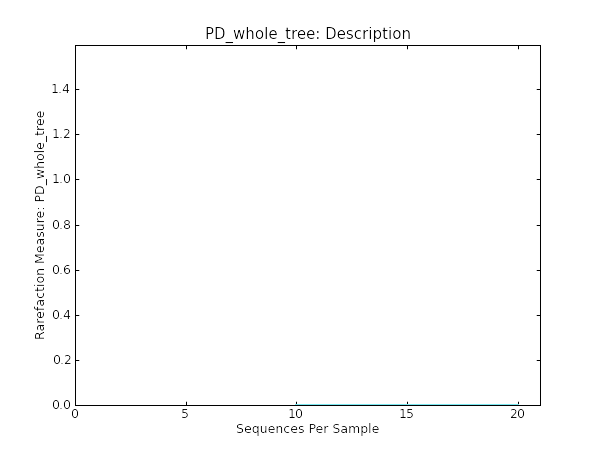 PD_whole_tree: Description
Rarefaction Measure: PD_whole_tree
1.4
1.2
1.0
0.8
0.6
0.4
0.2
0.0
0 5 10 15 20
Sequences Per Sample